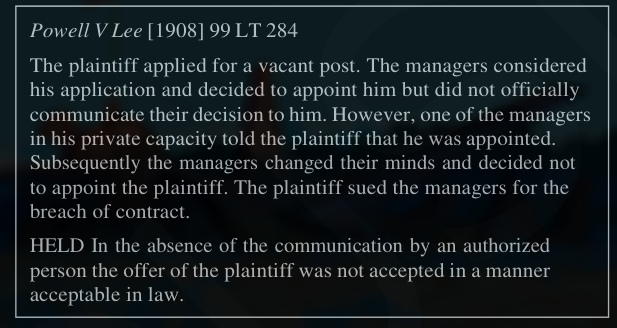 Powell V Lee [1908] 99 LT 284
The plaintiff applied for a vacant post. The managers considered
his application and decided to appoint him but did not officially
communicate their decision to him. However, one of the managers
in his private capacity told the plaintiff that he was appointed.
Subsequently the managers changed their minds and decided not
to appoint the plaintiff. The plaintiff sued the managers for the
breach of contract.
HELD In the absence of the communication by an authorized
person the offer of the plaintiff was not accepted in a manner
acceptable in law.